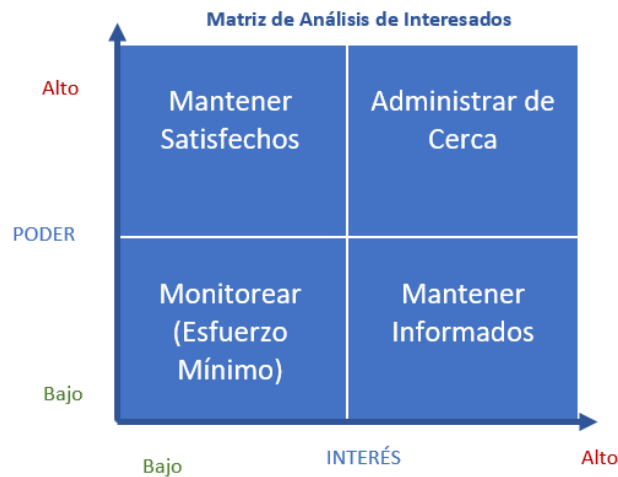 Matriz de Análisis de Interesados
Alto
Mantener
Satisfechos
Administrar de
Cerca
PODER
Monitorear
(Esfuerzo
Mínimo)
Mantener
Informados
Bajo
Bajo
INTERÉS
Alto